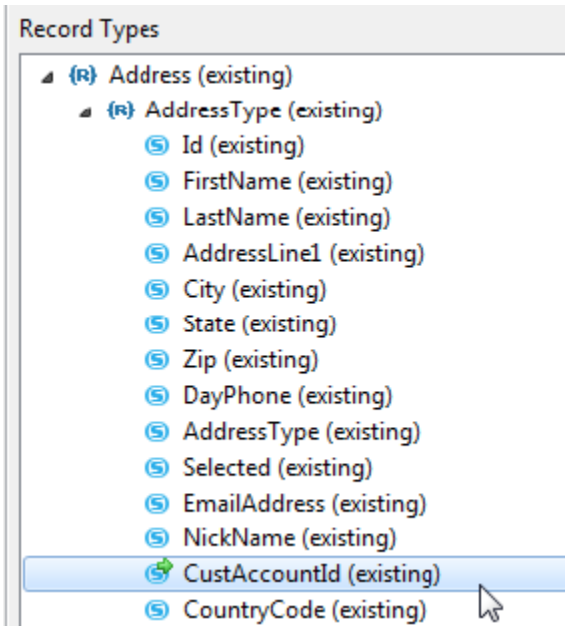 Record Types
{R} Address (existing)
{R} AddressType (existing)
S Id (existing)
S FirstName (existing)
S LastName (existing)
S AddressLine1 (existing)
S City (existing)
S State (existing)
S Zip (existing)
S DayPhone (existing)
S AddressType (existing)
S Selected (existing)
S EmailAddress (existing)
S NickName (existing)
S CustAccountId (existing)
S CountryCode (existing)